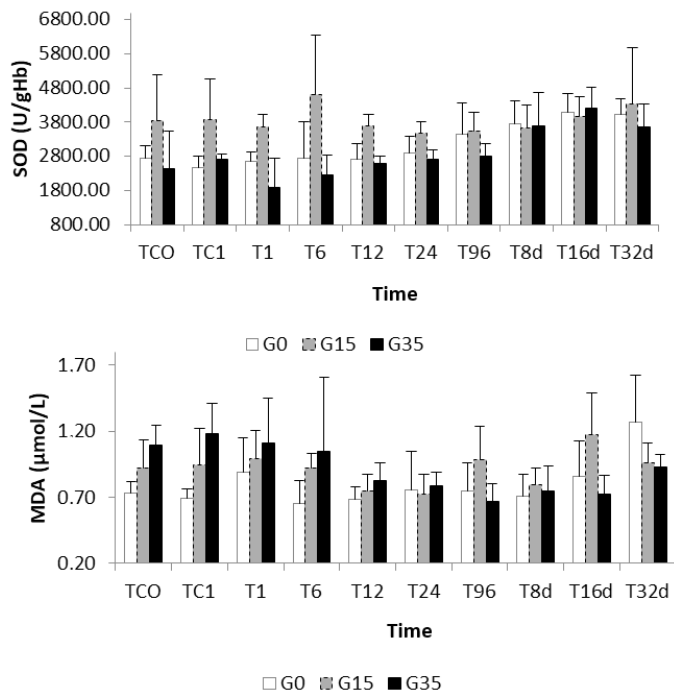 6800.00
5800.00
4800.00
3800.00
2800.00
1800.00
800.00
SOD (U/gHb)
TCO TC1 T1 T6 T12 T24 T96 T8d T16d T32d
Time
G0 G15 G35
1.70
1.20
0.70
0.20
MDA (µmol/L)
TCO TC1 T1 T6 T12 T24 T96 T8d T16d T32d
Time
G0 G15 G35